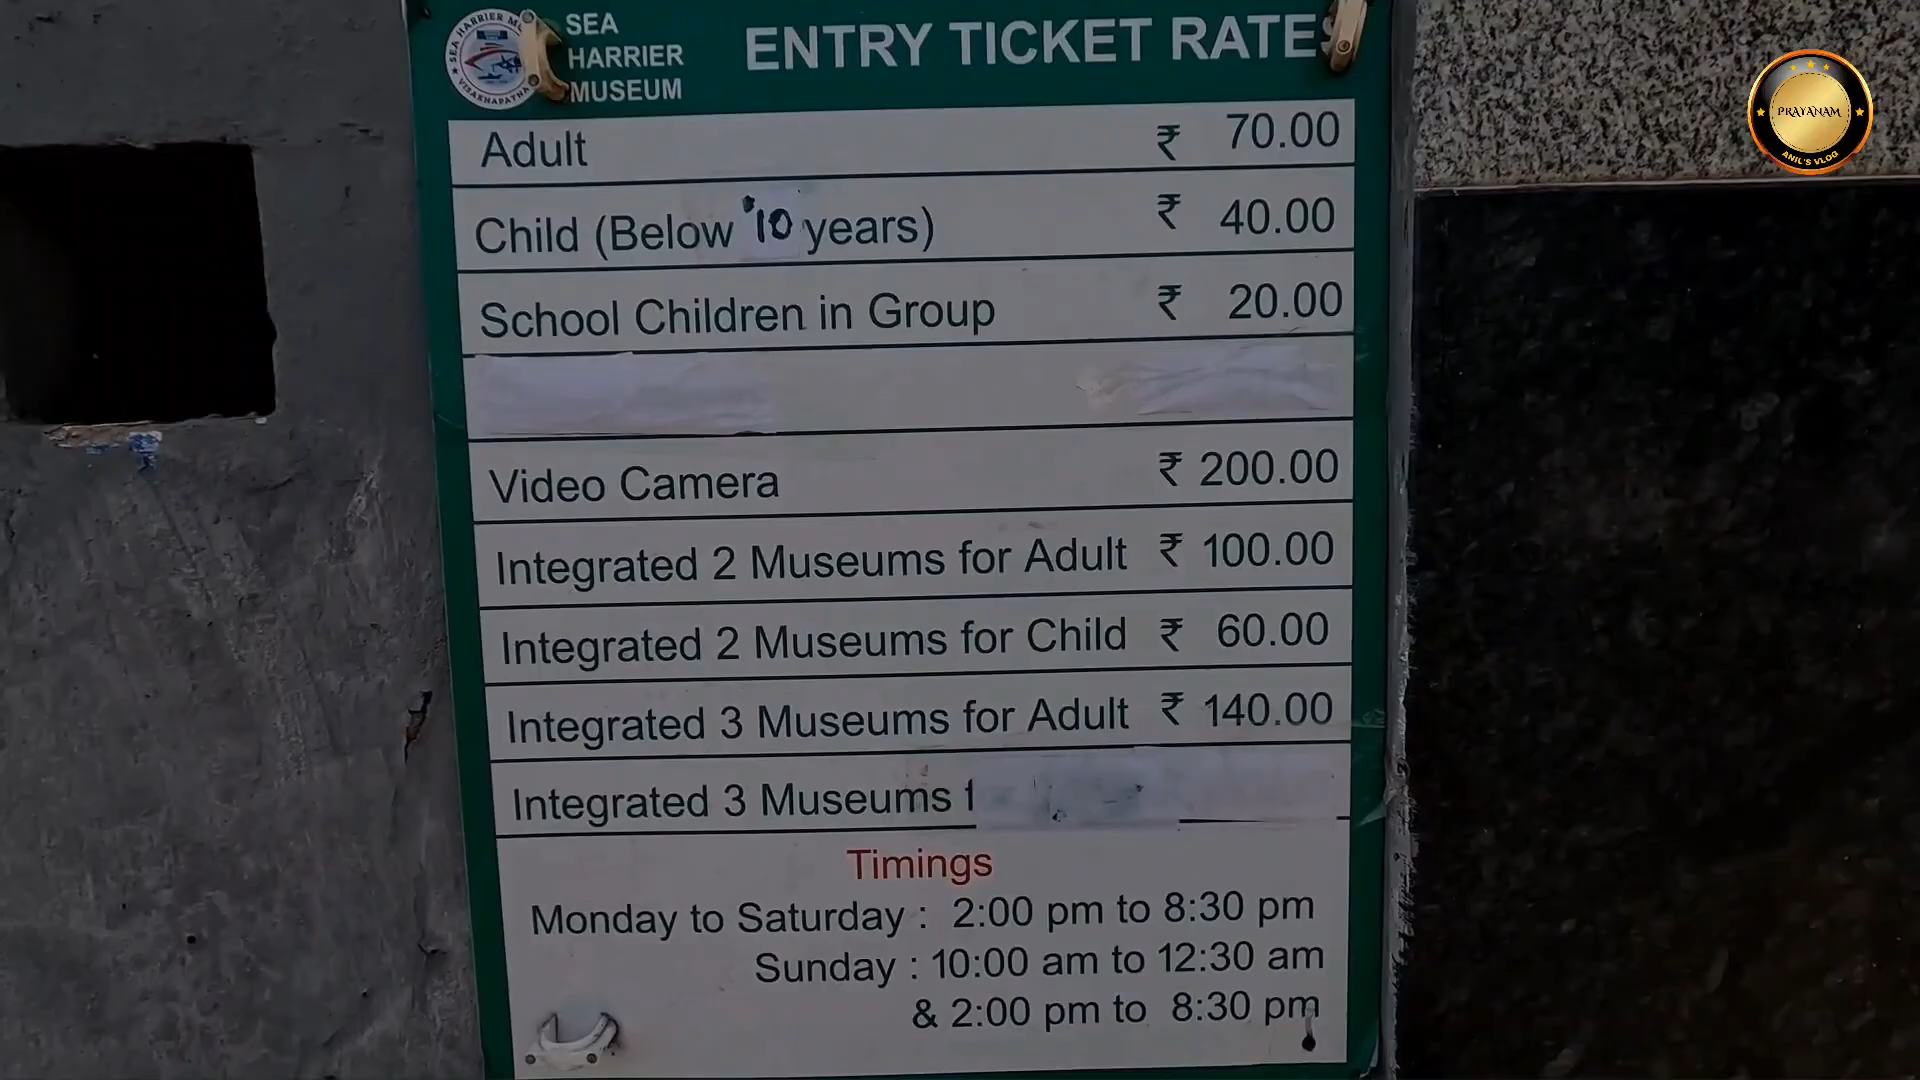 SEA
HARRIER
MUSEUM
ENTRY TICKET RATES
Adult ₹ 70.00
Child (Below 10 years) ₹ 40.00
School Children in Group ₹ 20.00
Video Camera ₹ 200.00
Integrated 2 Museums for Adult ₹ 100.00
Integrated 2 Museums for Child ₹ 60.00
Integrated 3 Museums for Adult ₹ 140.00
Integrated 3 Museums
Timings
Monday to Saturday : 2:00 pm to 8:30 pm
Sunday : 10:00 am to 12:30 am
& 2:00 pm to 8:30 pm
PRAYANAM
ANIL'S VLOG